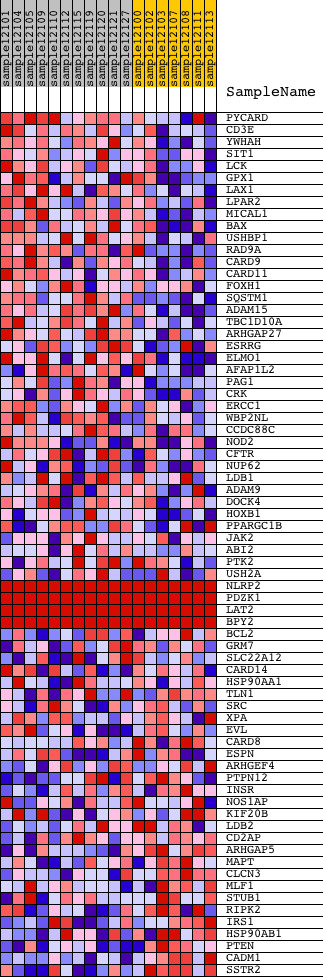 sample12101
sample12104
sample12105
sample12109
sample12110
sample12112
sample12115
sample12119
sample12120
sample12127
sample12100
sample12102
sample12103
sample12107
sample12108
sample12111
sample12113
SampleName
PYCARD
CD3E
YWHAH
SIT1
LCK
GPX1
LAX1
LPAR2
MICAL1
BAX
USHBP1
RAD9A
CARD9
CARD11
FOXH1
SQSTM1
ADAM15
TBC1D10A
ARHGAP27
ESRRG
ELMO1
AFAP1L2
PAG1
CRK
ERCC1
WBP2NL
CCDC88C
NOD2
CFTR
NUP62
LDB1
ADAM9
DOCK4
HOXB1
PPARGC1B
JAK2
ABI2
PTK2
USH2A
NLRP2
PDZK1
LAT2
BPY2
BCL2
GRM7
SLC22A12
CARD14
HSP90AA1
TLN1
SRC
XPA
EVL
CARD8
ESPN
ARHGEF4
PTPN12
INSR
NOS1AP
KIF20B
LDB2
CD2AP
ARHGAP5
MAPT
CLCN3
MLF1
STUB1
RIPK2
IRS1
HSP90AB1
PTEN
CADM1
SSTR2